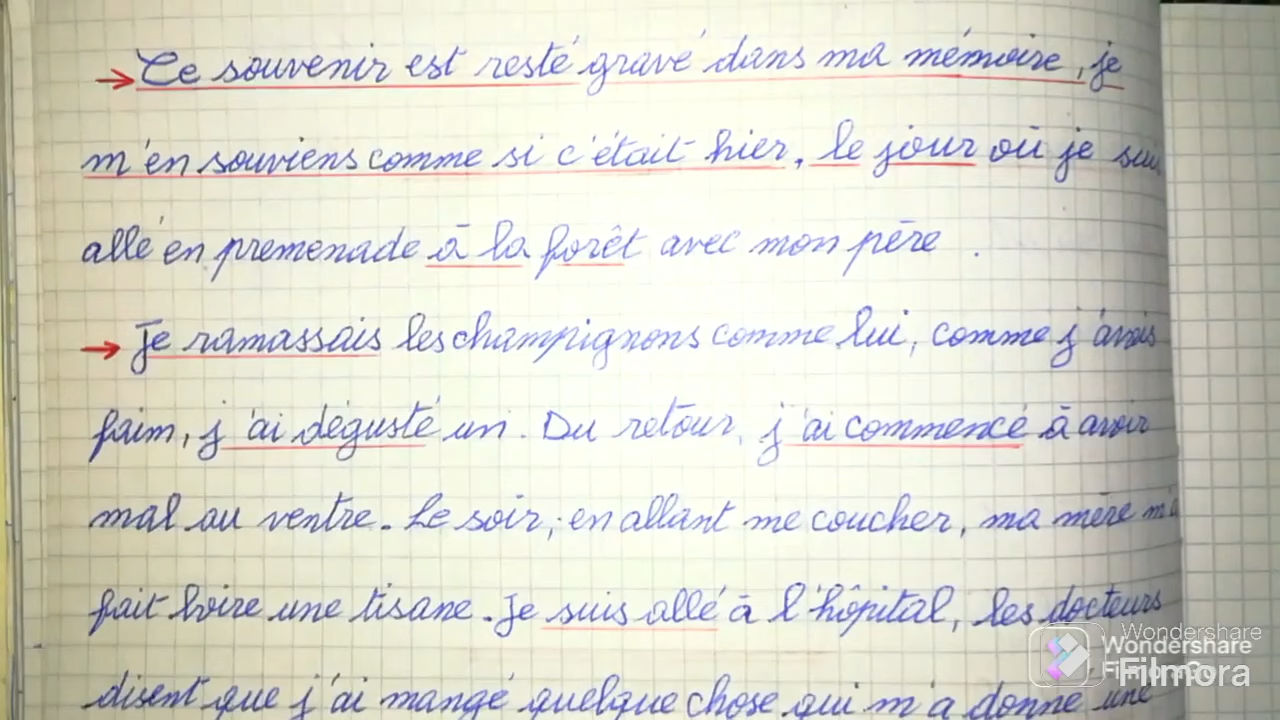 → Ce souvenir est resté gravé dans ma mémoire, je
m'en souviens comme si c'était hier, le jour où je suis
allé en premenade à la forêt avec mon père .
→ Je ramassais les champignons comme lui, comme j'avais
faim, j'ai dégusté un. Du retour, j'ai commencé à avoir
mal au ventre. Le soir, en allant me coucher, ma mère m'a
fait boire une tisane. Je suis allé à l'hôpital, les docteurs
disent que j'ai mangé quelque chose qui m'a donné une
Wondershare
Wondershare
Filmora